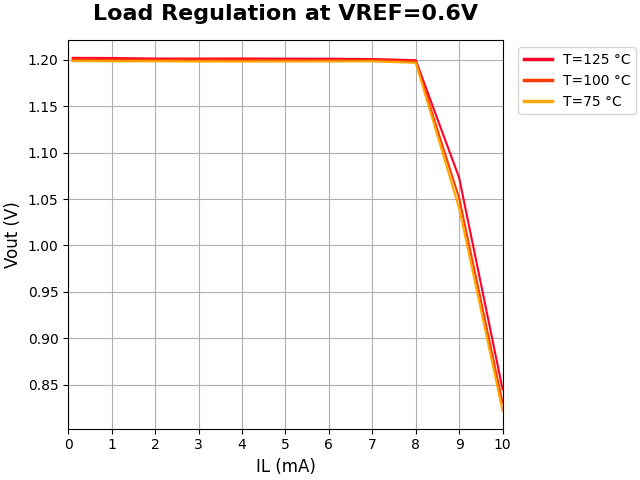 Load Regulation at VREF=0.6V
Vout (V)
1.20
1.15
1.10
1.05
1.00
0.95
0.90
0.85
0 1 2 3 4 5 6 7 8 9 10
IL (mA)
T=125 °C
T=100 °C
T=75 °C